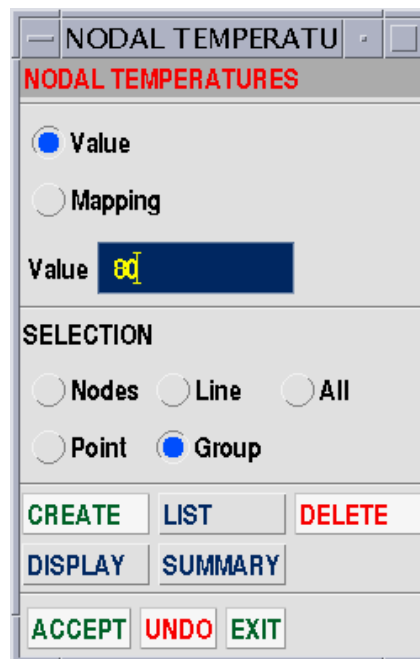 NODAL TEMPERATU
NODAL TEMPERATURES
Value
Mapping
Value 80
SELECTION
Nodes Line All
Point Group
CREATE LIST DELETE
DISPLAY SUMMARY
ACCEPT UNDO EXIT